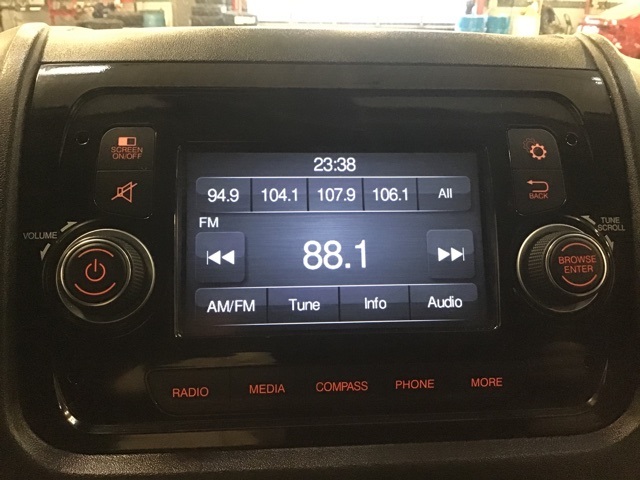 23:38
SCREEN
ON/OFF
94.9 104.1 107.9 106.1 All
FM
BACK
VOLUME
TUNE
SCROLL
88.1
BROWSE
ENTER
AM/FM Tune Info Audio
RADIO MEDIA COMPASS PHONE MORE